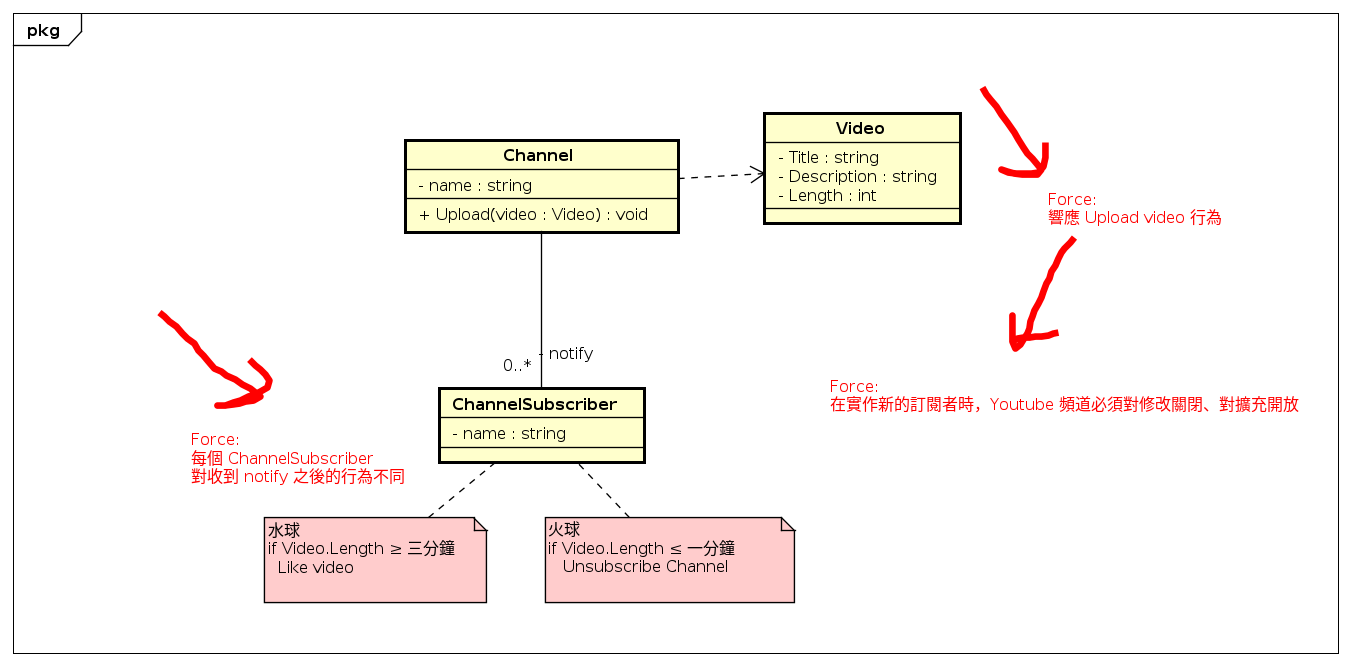 pkg
Channel
- name : string
+ Upload(video : Video) : void
Video
- Title : string
- Description : string
- Length : int
Force:
響應 Upload video 行為
- notify
0..*
Force:
在實作新的訂閱者時，Youtube 頻道必須對修改關閉、對擴充開放
ChannelSubscriber
- name : string
Force:
每個 ChannelSubscriber
對收到 notify 之後的行為不同
水球
if Video.Length ≥ 三分鐘
Like video
火球
if Video.Length ≤ 一分鐘
Unsubscribe Channel